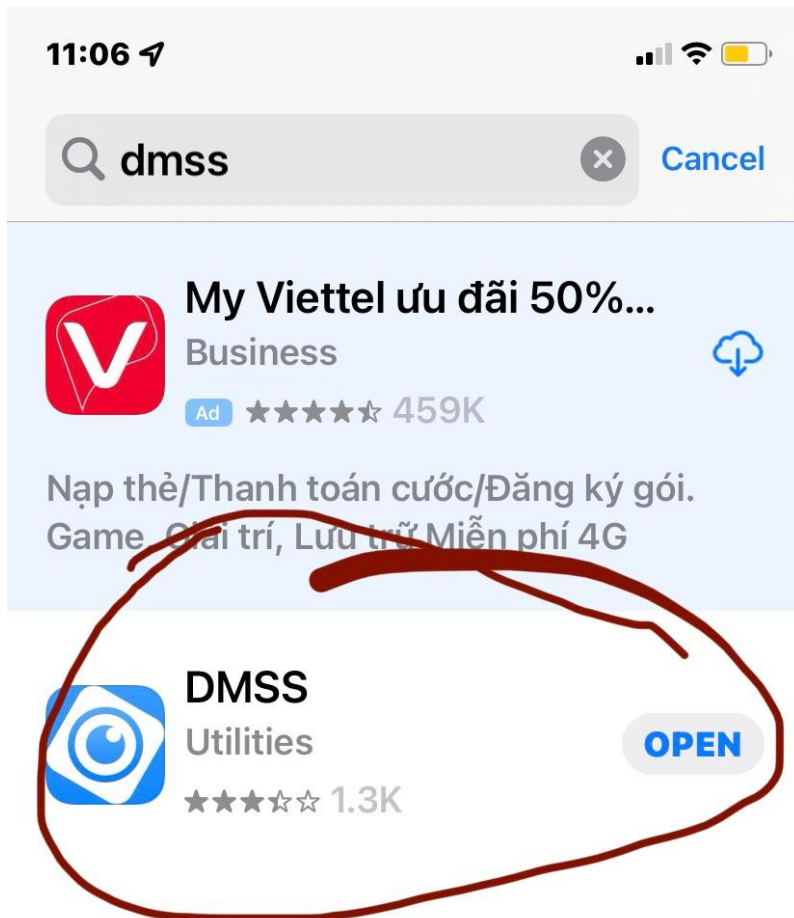 11:06
dmss
Cancel
My Viettel ưu đãi 50%...
Business
Ad 459K
Nạp thẻ/Thanh toán cước/Đăng ký gói.
Game, Giải trí, Lưu trữ Miễn phí 4G
DMSS
Utilities
OPEN
1.3K